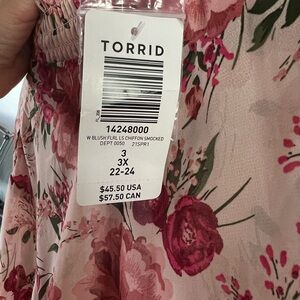 TORRID
14248000
W BLUSH FLRL LS CHIFFON SMOCKED
DEPT 0050 21SPR1
3
3X
22-24
$45.50 USA
$57.50 CAN